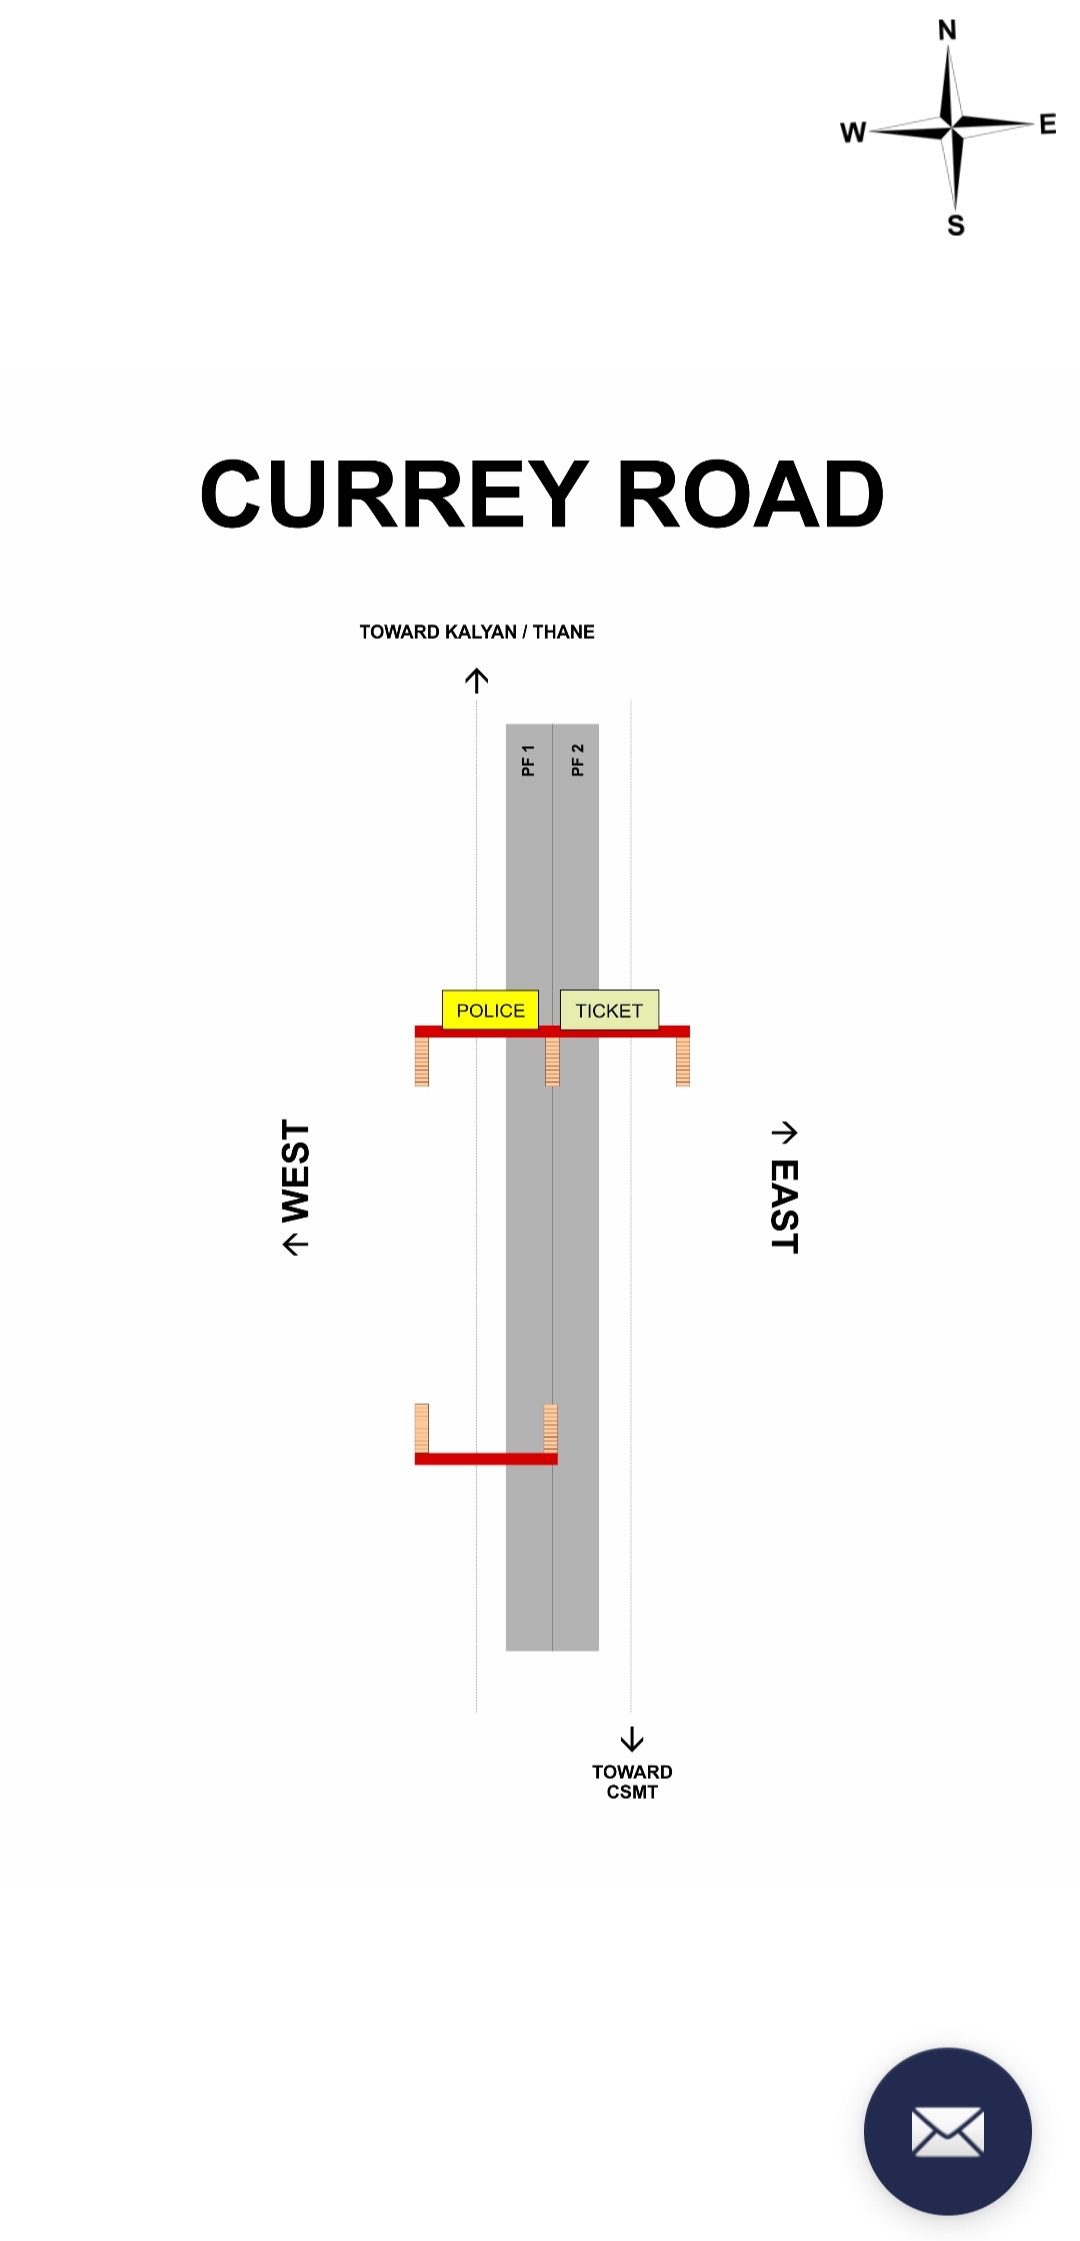 N
W
E
S
CURREY ROAD
TOWARD KALYAN / THANE
PF 1
PF 2
POLICE
TICKET
WEST
EAST
TOWARD
CSMT